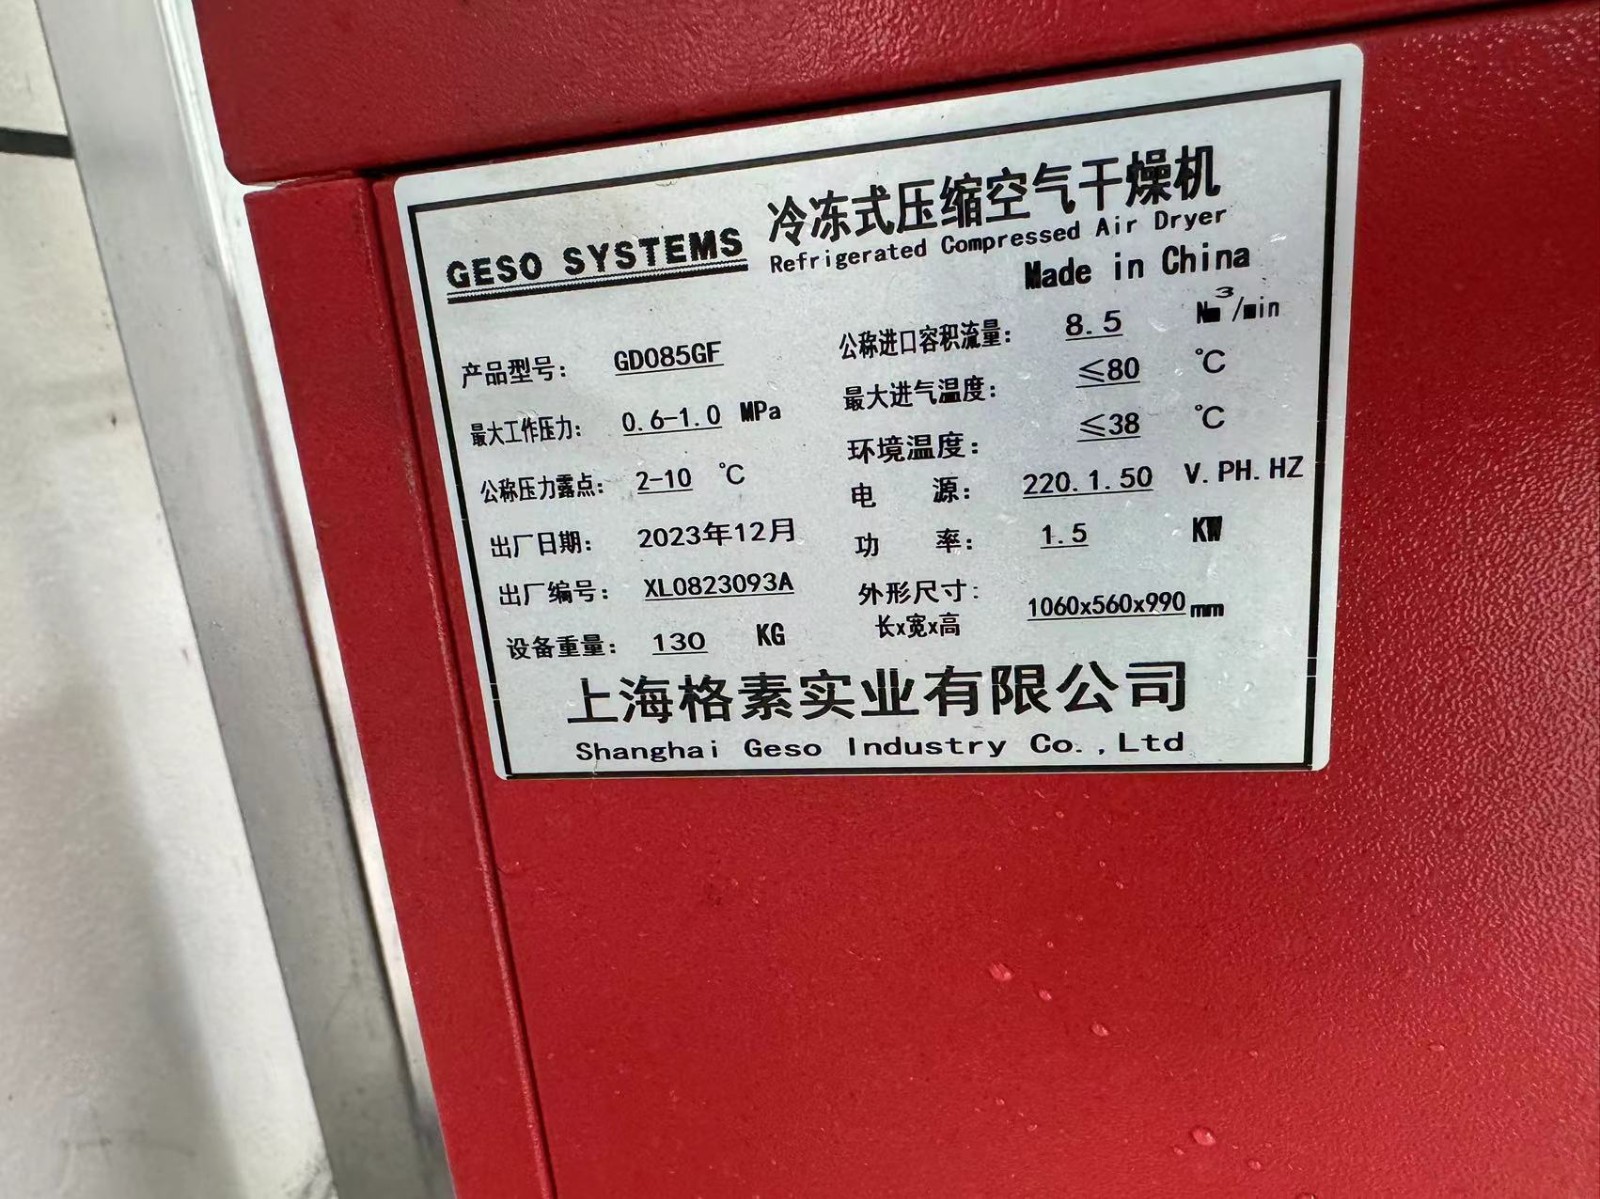 GESO SYSTEMS
冷冻式压缩空气干燥机
Refrigerated Compressed Air Dryer
Made in China
产品型号： GD085GF
公称进口容积流量： 8.5 Nm³/min
最大工作压力： 0.6-1.0 MPa
最大进气温度： ≤80 ℃
公称压力露点： 2-10 ℃
环境温度： ≤38 ℃
出厂日期： 2023年12月
电 源： 220.1.50 V.PH.HZ
出厂编号： XL0823093A
功 率： 1.5 KW
设备重量： 130 KG
外形尺寸： 1060x560x990mm
长x宽x高
上海格素实业有限公司
Shanghai Geso Industry Co.,Ltd